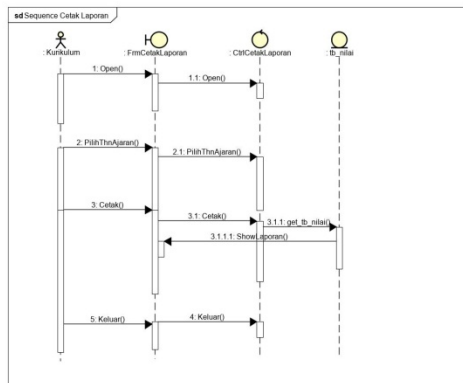 sd Sequence Cetak Laporan
: Kurikulum
: FrmCetakLaporan
: CtrlCetakLaporan
: tb_nilai
1: Open()
1.1: Open()
2: PilihThnAjaran()
2.1: PilihThnAjaran()
3: Cetak()
3.1: Cetak()
3.1.1: get_tb_nilai()
3.1.1.1: ShowLaporan()
5: Keluar()
4: Keluar()